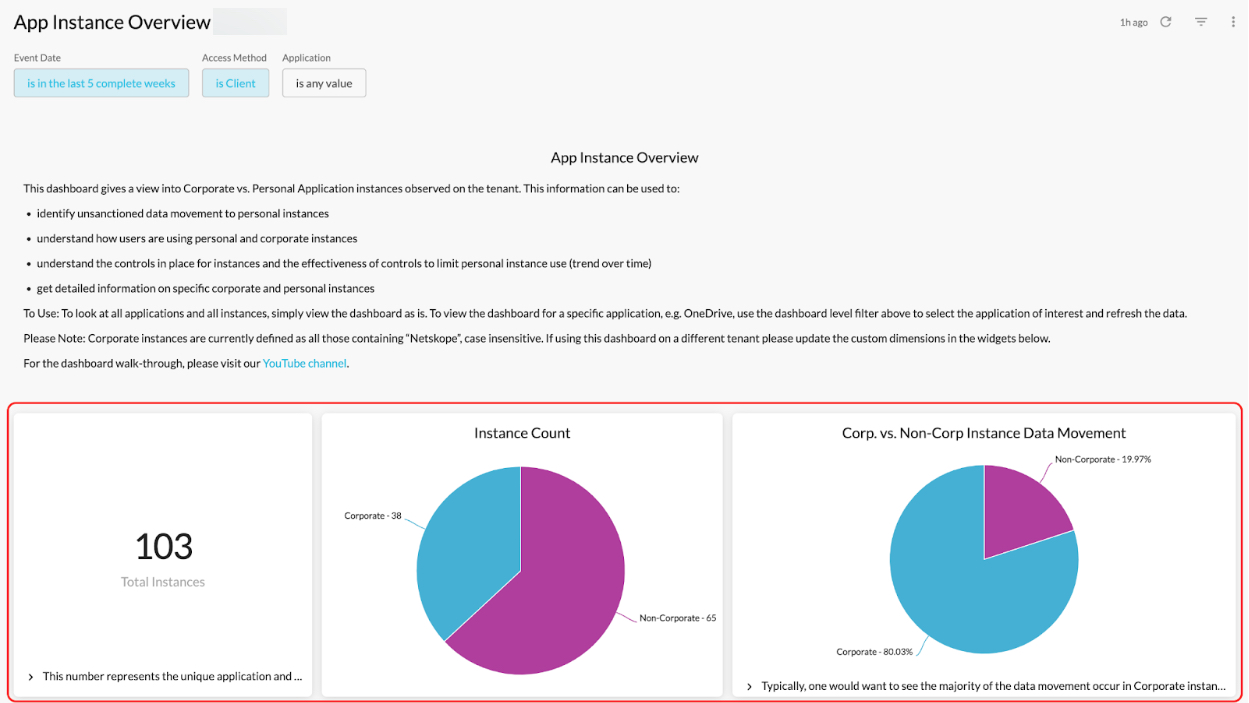 App Instance Overview
1h ago
Event Date
Access Method
Application
is in the last 5 complete weeks
is Client
is any value
App Instance Overview
This dashboard gives a view into Corporate vs. Personal Application instances observed on the tenant. This information can be used to:
• identify unsanctioned data movement to personal instances
• understand how users are using personal and corporate instances
• understand the controls in place for instances and the effectiveness of controls to limit personal instance use (trend over time)
• get detailed information on specific corporate and personal instances
To Use: To look at all applications and all instances, simply view the dashboard as is. To view the dashboard for a specific application, e.g. OneDrive, use the dashboard level filter above to select the application of interest and refresh the data.
Please Note: Corporate instances are currently defined as all those containing “Netskope”, case insensitive. If using this dashboard on a different tenant please update the custom dimensions in the widgets below.
For the dashboard walk-through, please visit our YouTube channel.
103
Total Instances
This number represents the unique application and ...
Instance Count
Corporate - 38
Non-Corporate - 65
Corp. vs. Non-Corp Instance Data Movement
Non-Corporate - 19.97%
Corporate - 80.03%
Typically, one would want to see the majority of the data movement occur in Corporate instan...